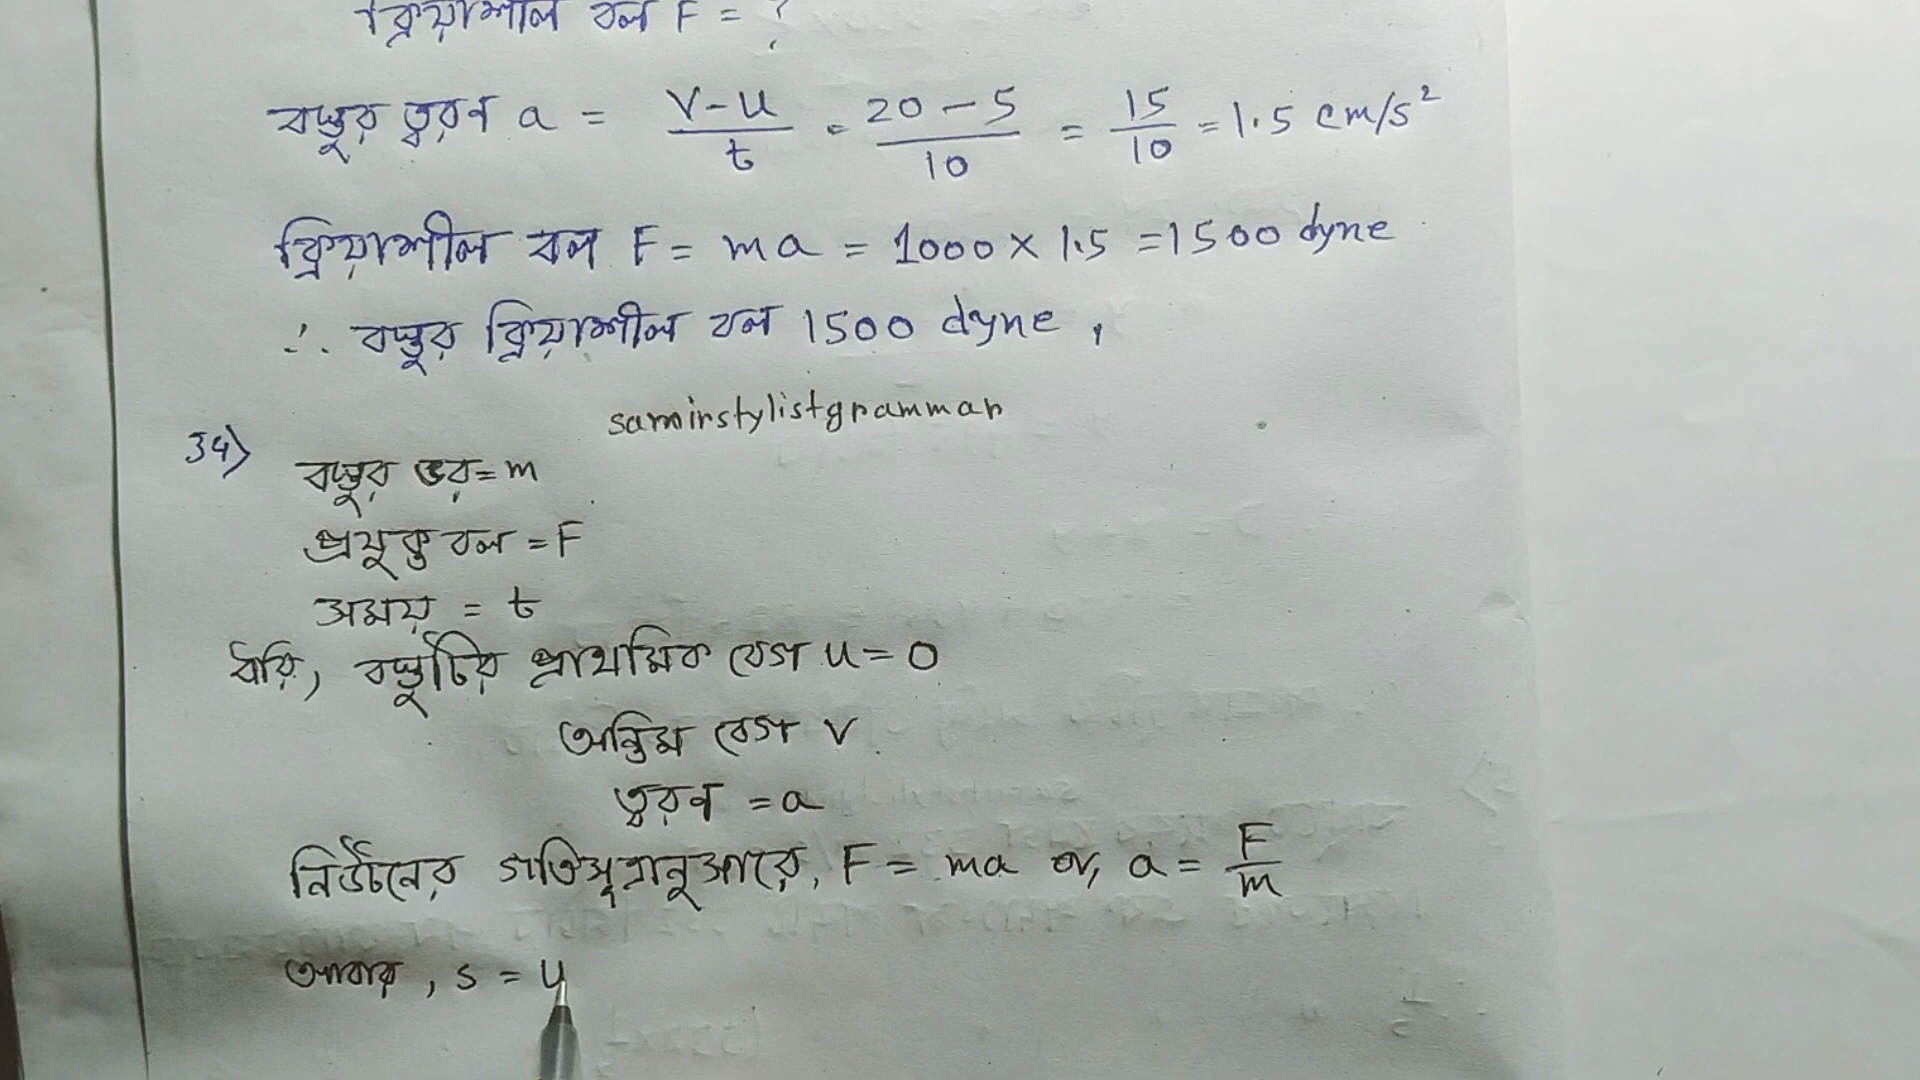 ক্রিয়াশীল বল F = ?
বস্তুর ত্বরণ a = v-u/t = 20-5/10 = 15/10 = 1.5 cm/s²
ক্রিয়াশীল বল F = ma = 1000 × 1.5 = 1500 dyne
∴ বস্তুর ক্রিয়াশীল বল 1500 dyne ,
samirstylistgrammar
34)
বস্তুর ভর = m
প্রযুক্ত বল = F
সময় = t
ধরি, বস্তুটির প্রাথমিক বেগ u = 0
অন্তিম বেগ v
ত্বরণ = a
নিউটনের গতিসূত্রানুসারে, F = ma or, a = F/m
আবার, s = u